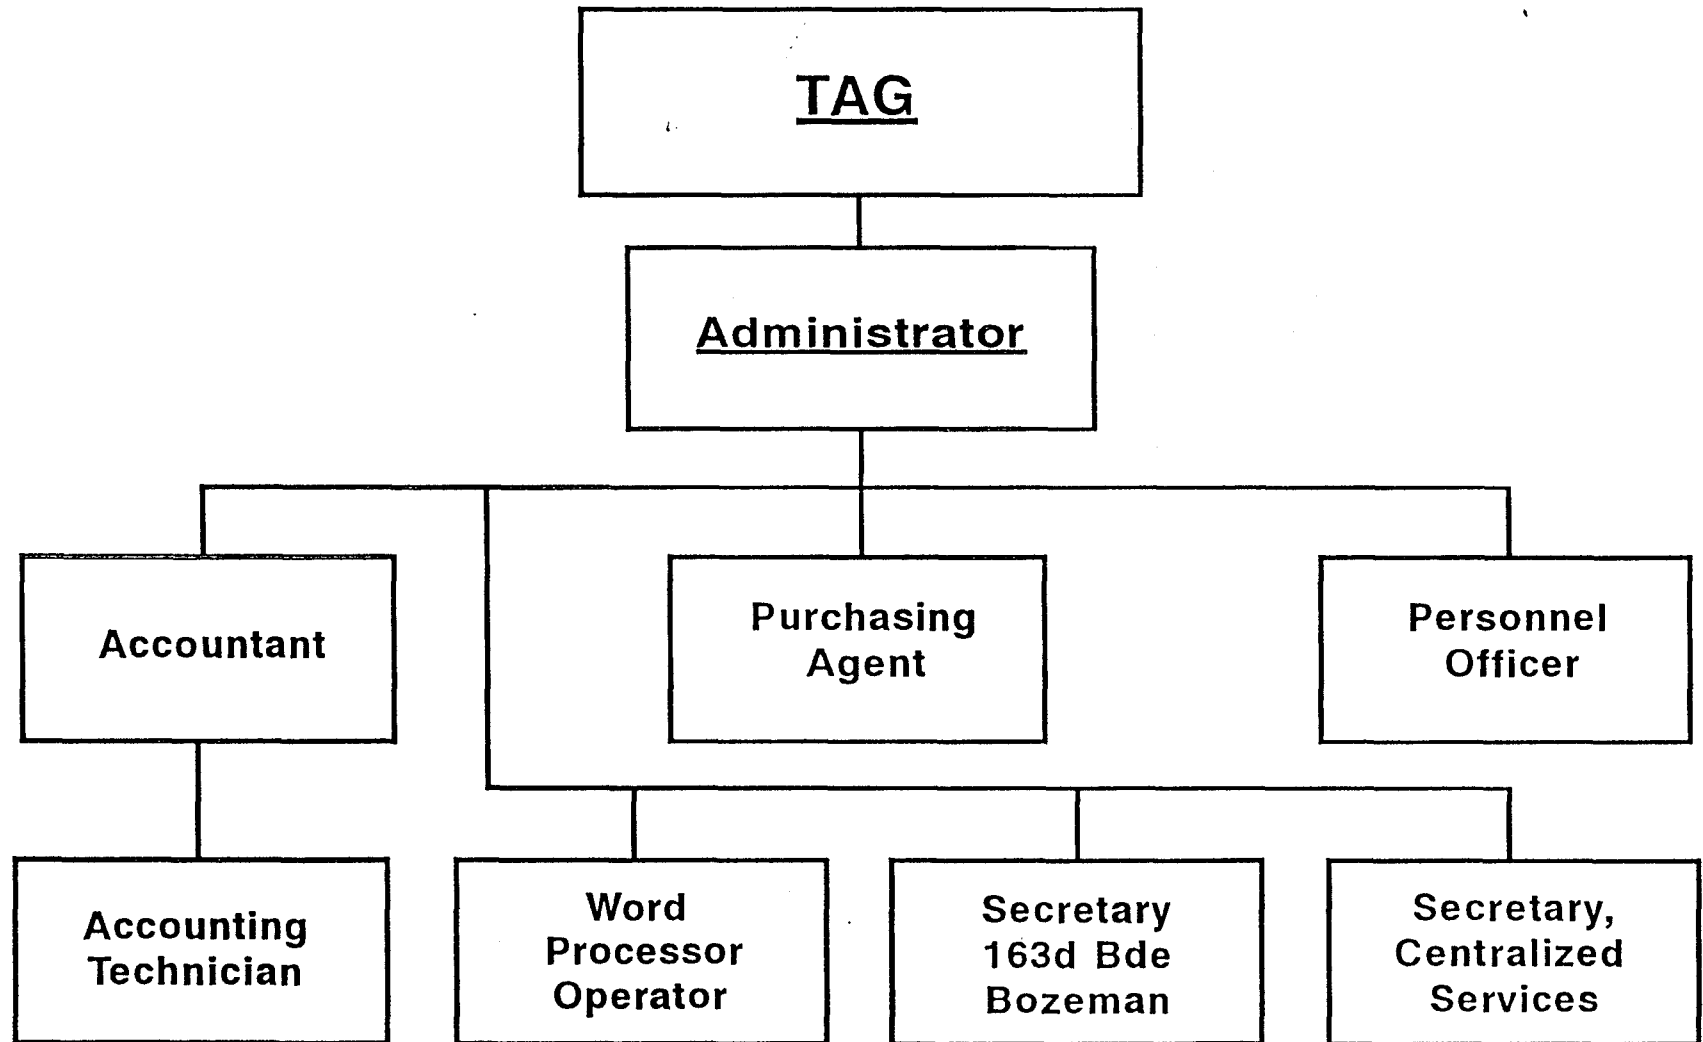 TAG
Administrator
Accountant
Purchasing
Agent
Personnel
Officer
Accounting
Technician
Word
Processor
Operator
Secretary
163d Bde
Bozeman
Secretary,
Centralized
Services